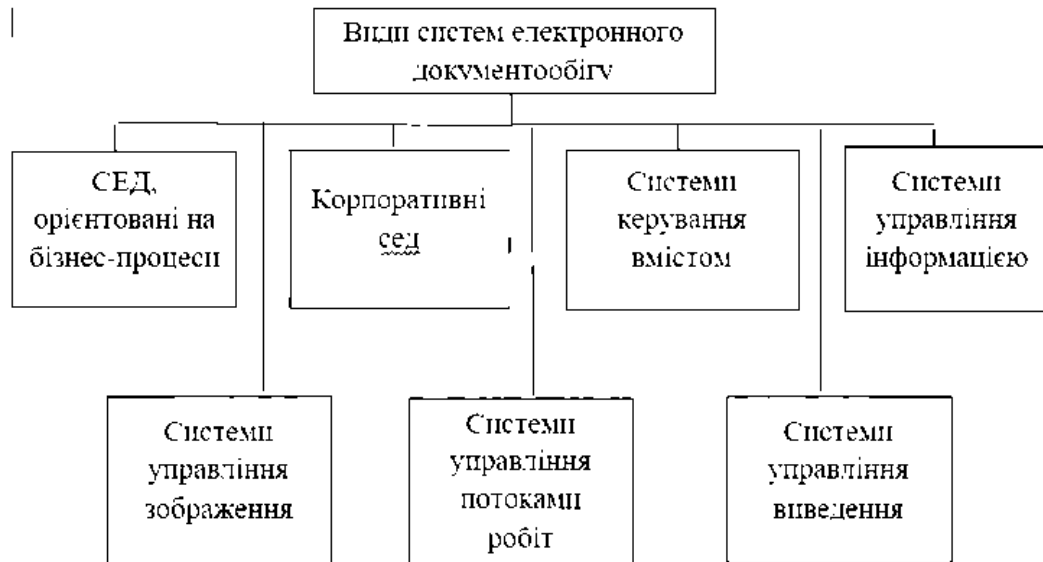 Види систем електронного
документообігу
СЕД,
орієнтовані на
бізнес-процеси
Корпоративні
сед
Системи
керування
вмістом
Системи
управління
інформацією
Системи
управління
зображення
Системи
управління
потоками
робіт
Системи
управління
виведення